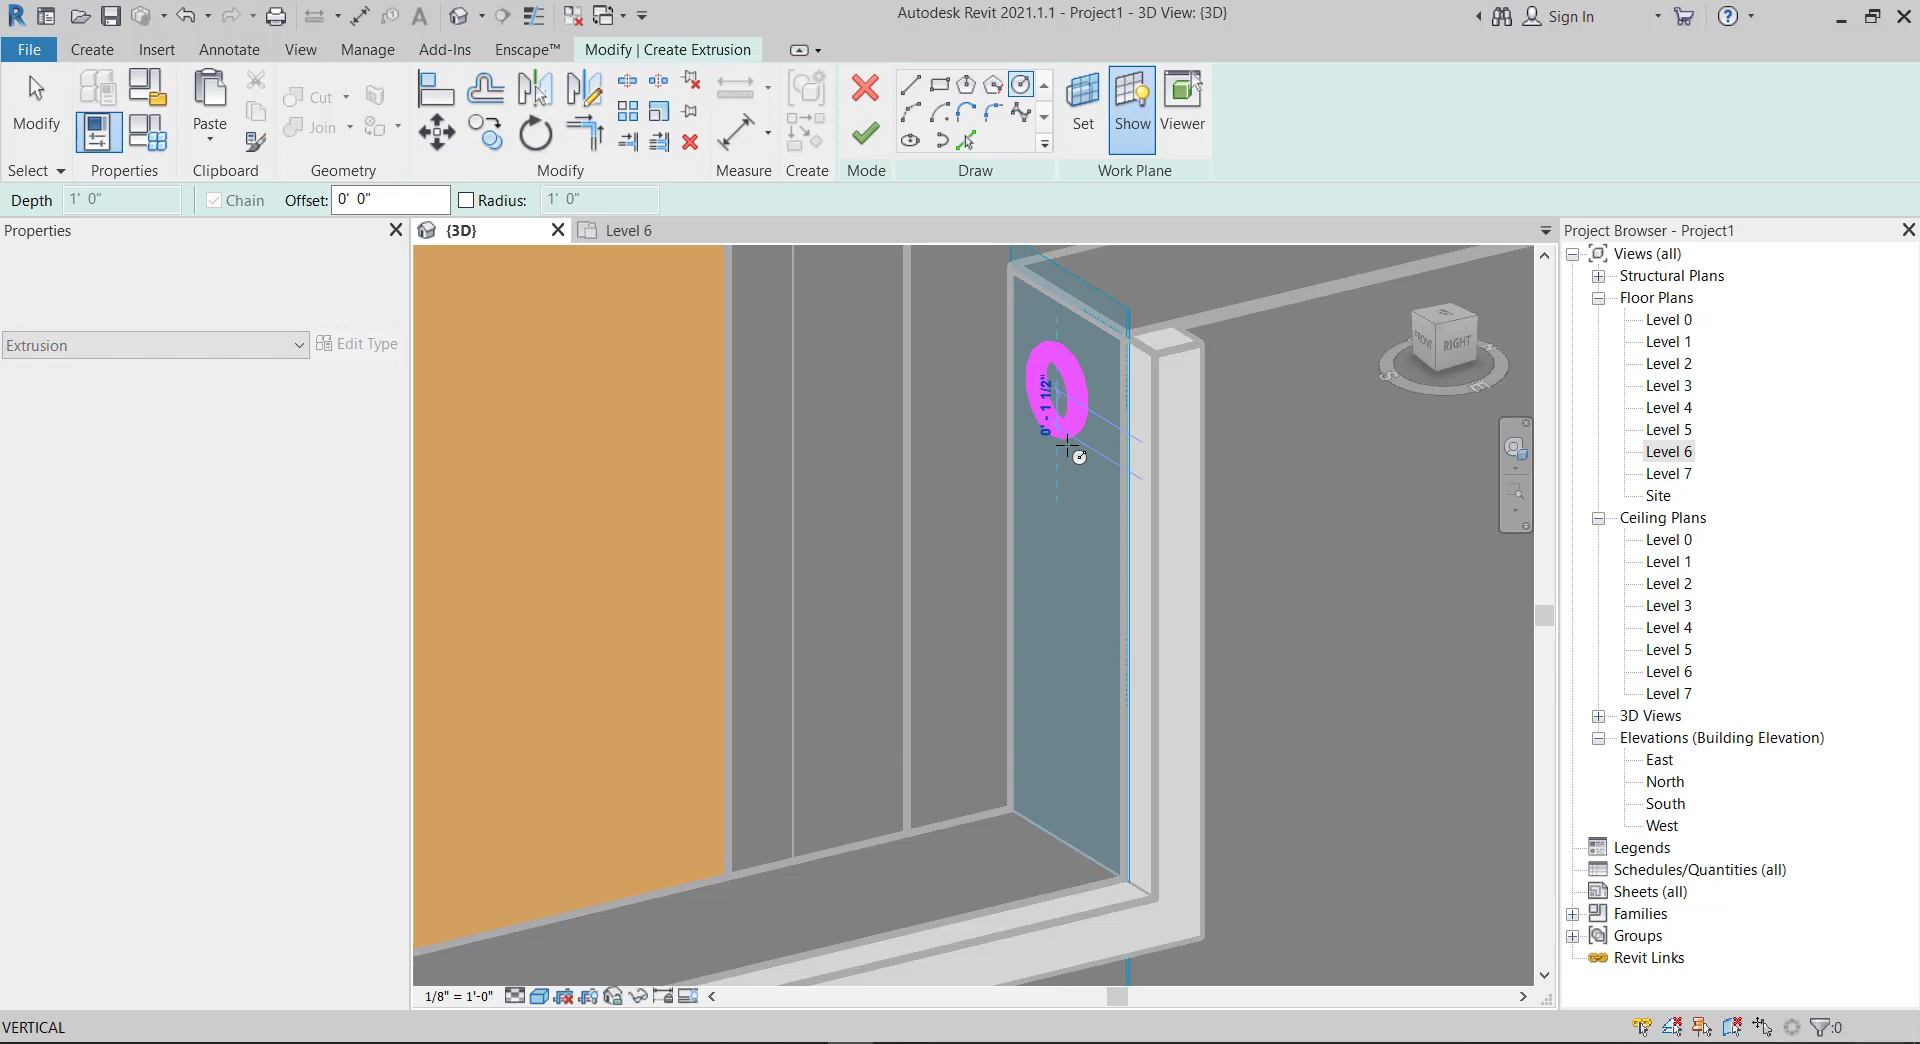 Autodesk Revit 2021.1.1 - Project1 - 3D View: {3D}
Sign In
File
Create
Insert
Annotate
View
Manage
Add-Ins
Enscape™
Modify | Create Extrusion
Modify
Paste
Cut
Join
Set
Show
Viewer
Select
Properties
Clipboard
Geometry
Modify
Measure
Create
Mode
Draw
Work Plane
Depth
1' 0"
Chain
Offset:
0' 0"
Radius:
1' 0"
Properties
Extrusion
Edit Type
{3D}
Level 6
0' - 1 1/2"
FRONT
RIGHT
1/8" = 1'-0"
Project Browser - Project1
Views (all)
Structural Plans
Floor Plans
Level 0
Level 1
Level 2
Level 3
Level 4
Level 5
Level 6
Level 7
Site
Ceiling Plans
Level 0
Level 1
Level 2
Level 3
Level 4
Level 5
Level 6
Level 7
3D Views
Elevations (Building Elevation)
East
North
South
West
Legends
Schedules/Quantities (all)
Sheets (all)
Families
Groups
Revit Links
VERTICAL
:0